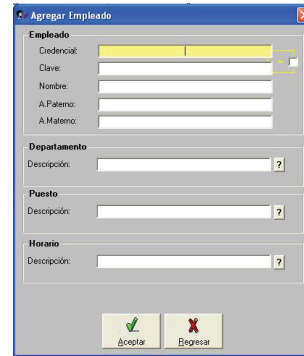 Agregar Empleado
Empleado
Credencial:
Clave:
Nombre:
A.Paterno:
A.Materno:
Departamento
Descripción: ?
Puesto
Descripción: ?
Horario
Descripción: ?
Aceptar Regresar